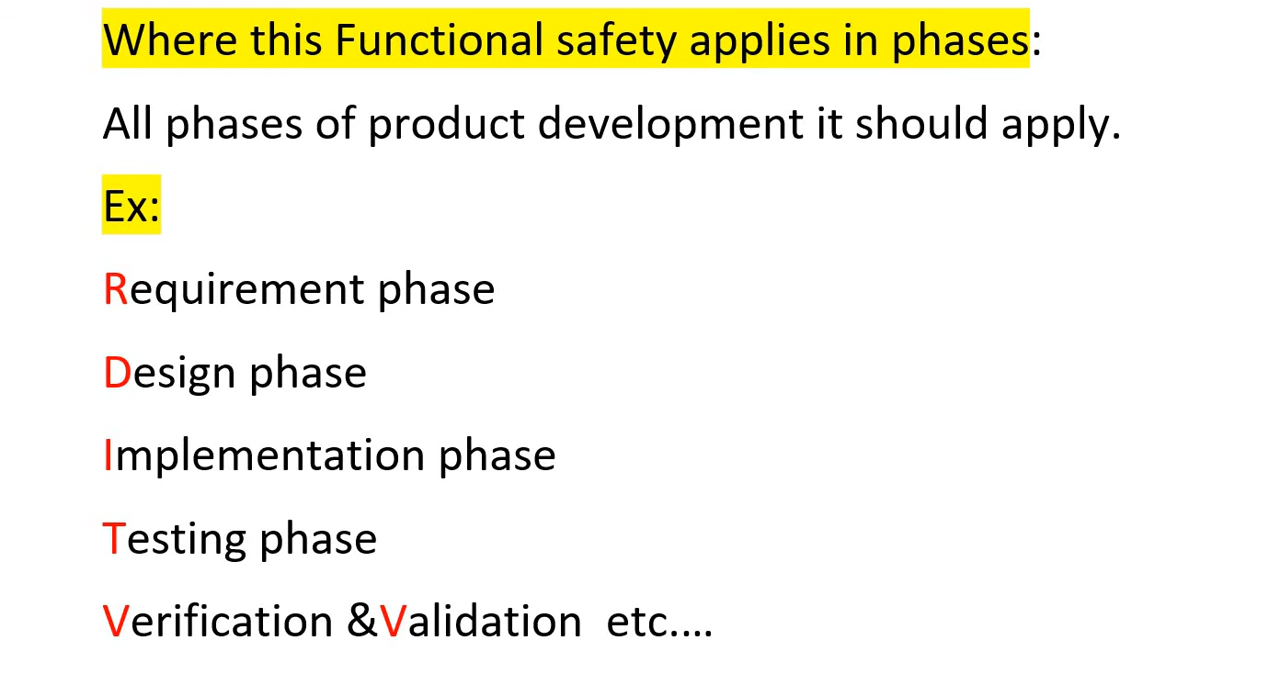 Where this Functional safety applies in phases:
All phases of product development it should apply.
Ex:
Requirement phase
Design phase
Implementation phase
Testing phase
Verification &Validation  etc....